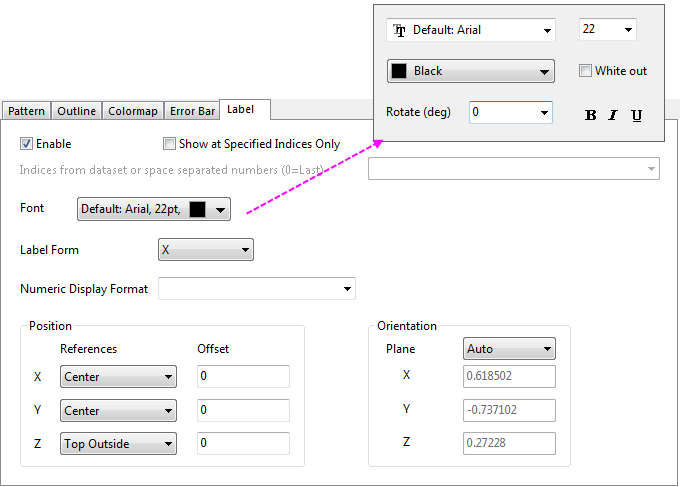 Default: Arial 22
Black White out
Rotate (deg) 0 B I U
Pattern Outline Colormap Error Bar Label
Enable Show at Specified Indices Only
Indices from dataset or space separated numbers (0=Last)
Font Default: Arial, 22pt,
Label Form X
Numeric Display Format
Position Orientation
References Offset Plane Auto
X Center 0 X 0.618502
Y Center 0 Y -0.737102
Z Top Outside 0 Z 0.27228